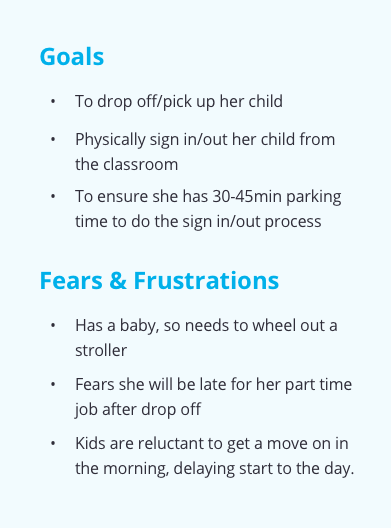 Goals
• To drop off/pick up her child
• Physically sign in/out her child from
the classroom
• To ensure she has 30-45min parking
time to do the sign in/out process
Fears & Frustrations
• Has a baby, so needs to wheel out a
stroller
• Fears she will be late for her part time
job after drop off
• Kids are reluctant to get a move on in
the morning, delaying start to the day.